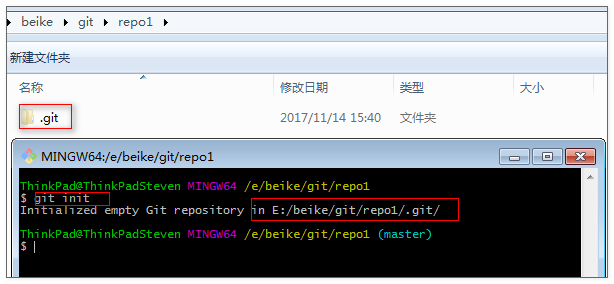 beike git repo1
新建文件夹
名称 修改日期 类型 大小
.git 2017/11/14 15:40 文件夹
MINGW64:/e/beike/git/repo1
ThinkPad@ThinkPadSteven MINGW64 /e/beike/git/repo1
$ git init
Initialized empty Git repository in E:/beike/git/repo1/.git/
ThinkPad@ThinkPadSteven MINGW64 /e/beike/git/repo1 (master)
$